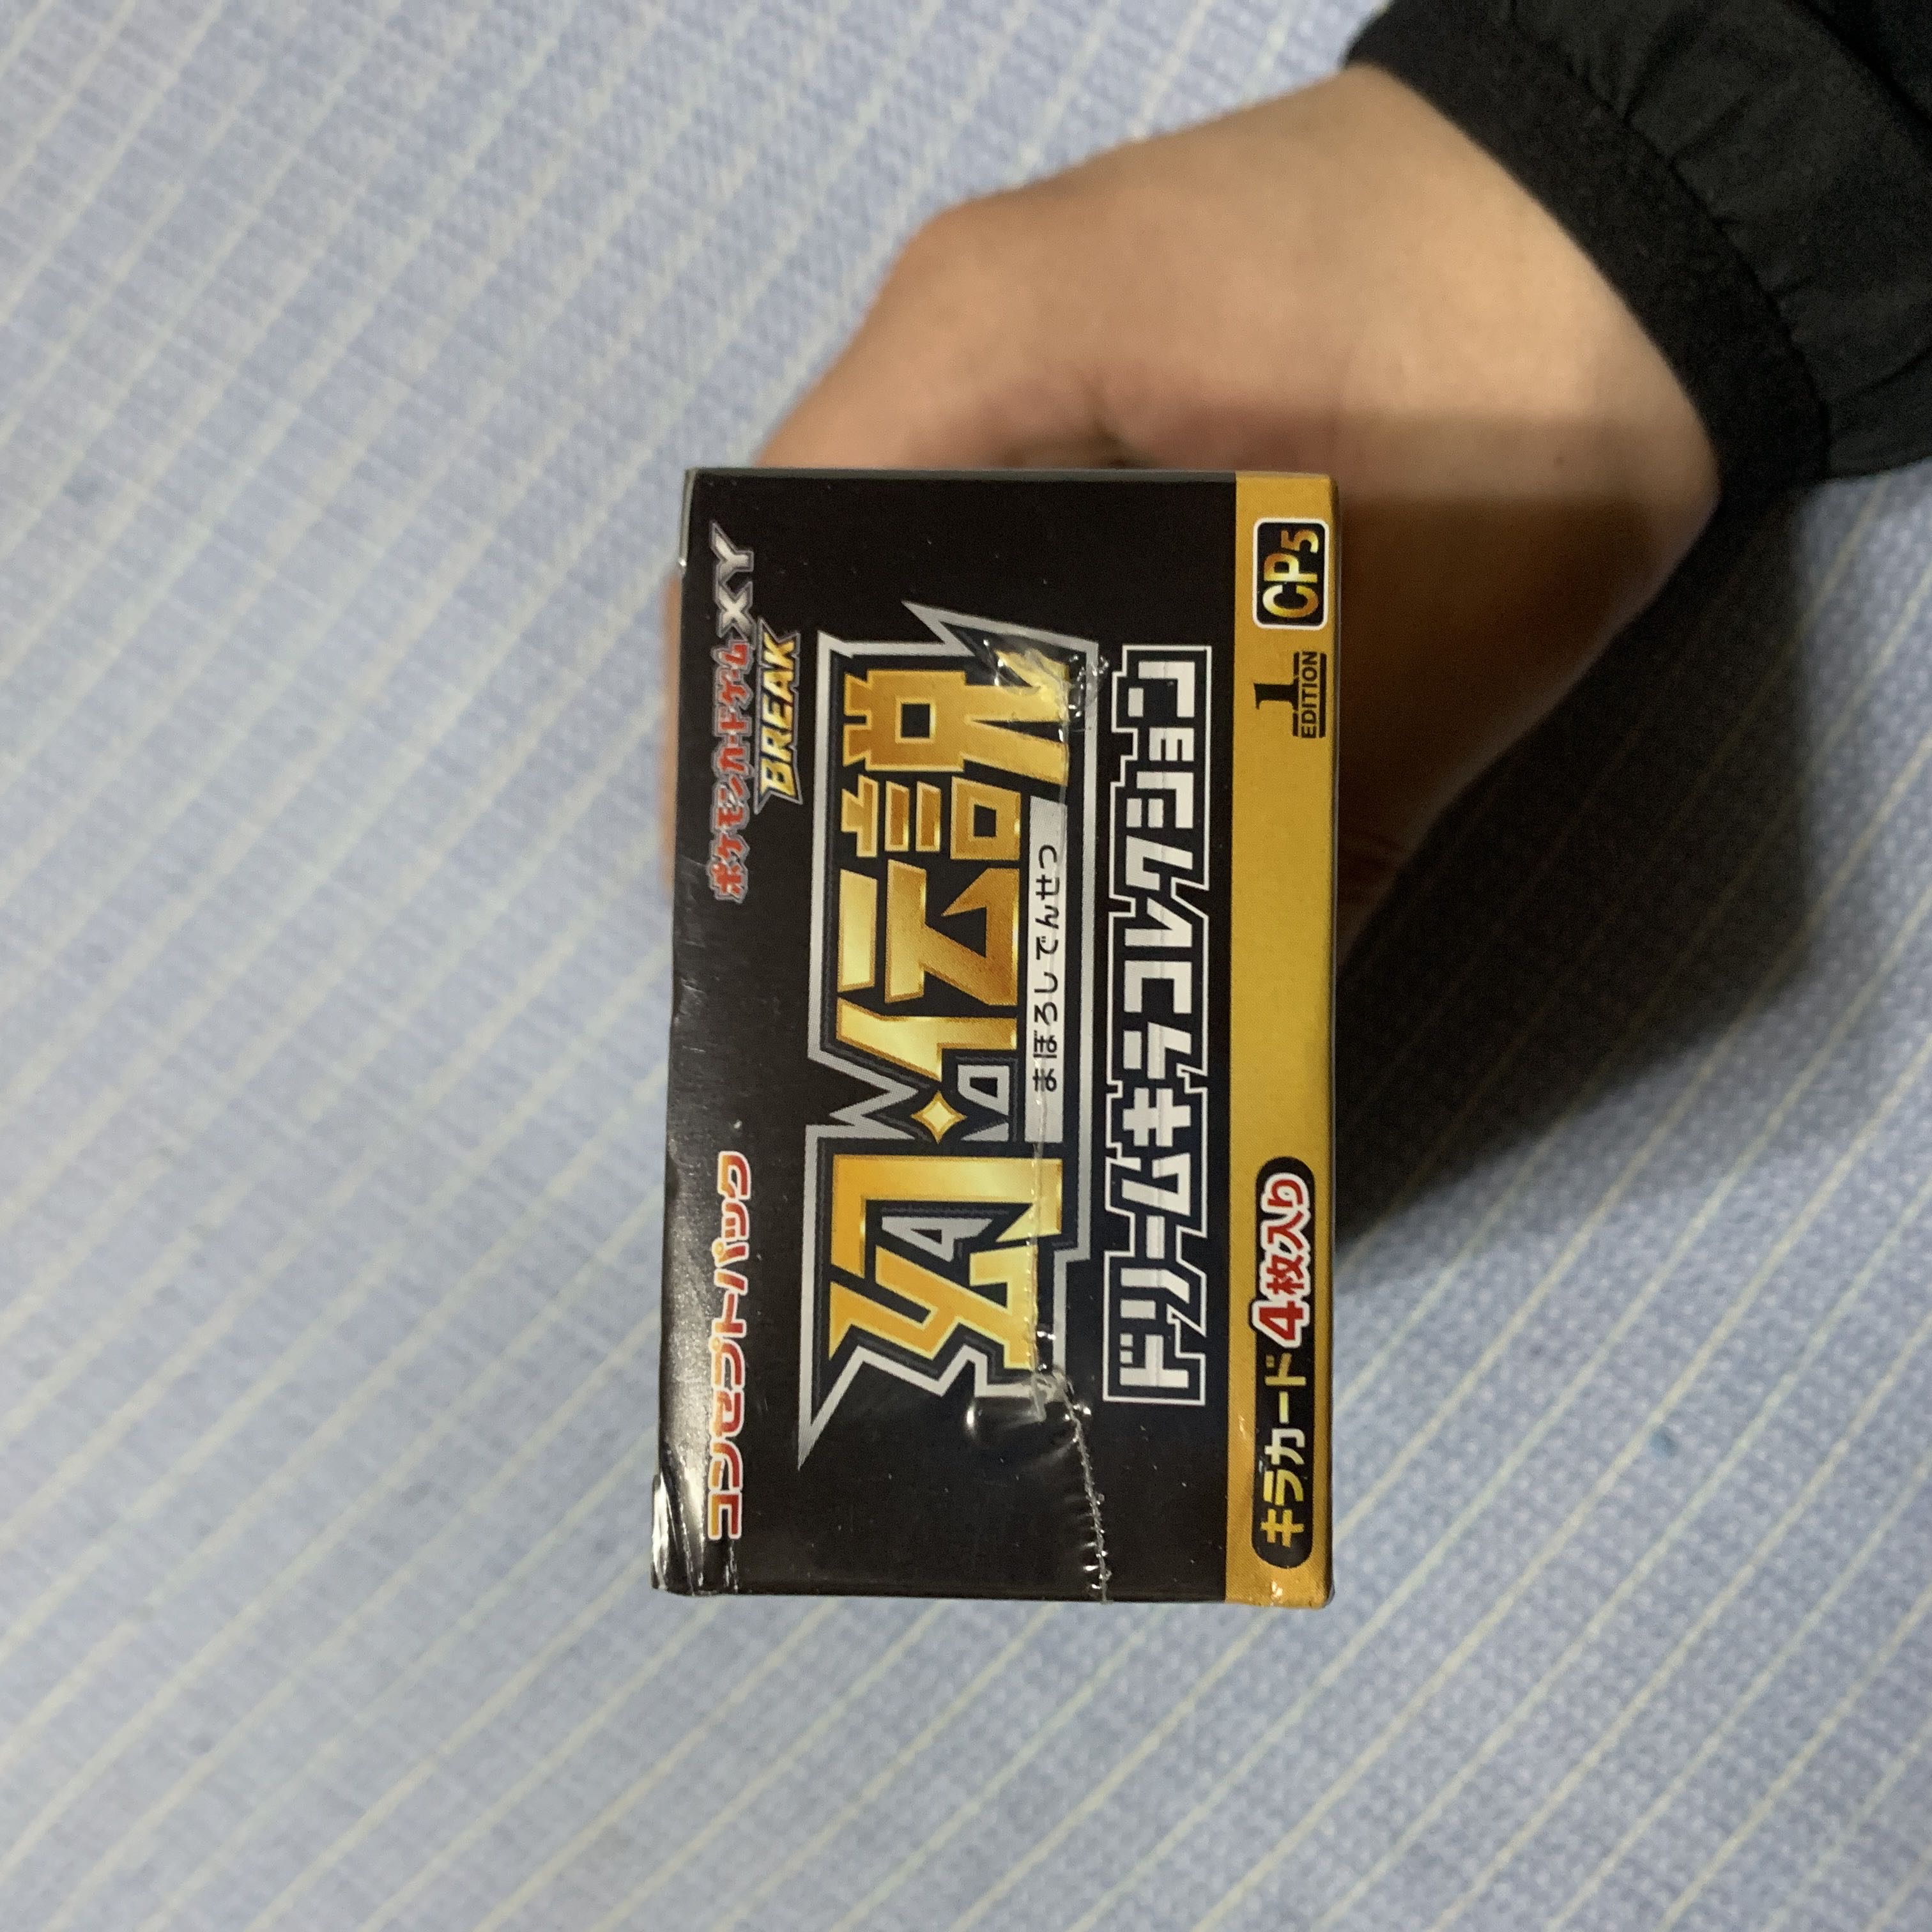 コンセプトパック
ポケモンカードゲームXY
BREAK
幻の伝説
まぼろし でんせつ
ドリームキラコレクション
キラカード4枚入り
1 EDITION
CP5